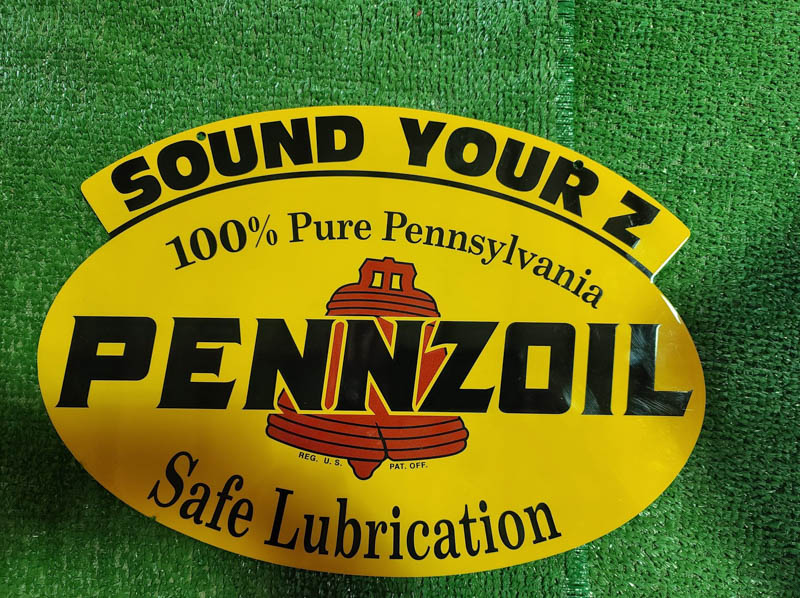 SOUND YOUR Z
100% Pure Pennsylvania
PENNZOIL
REG. U.S. PAT. OFF.
Safe Lubrication